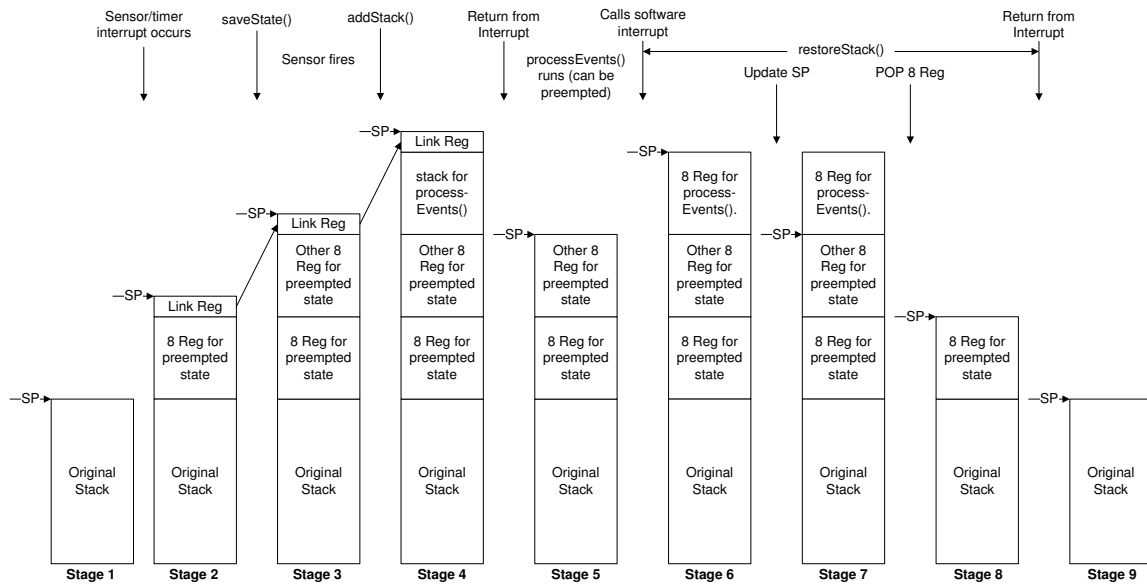 Sensor/timer
interrupt occurs
saveState()
Sensor fires
addStack()
Return from
Interrupt
processEvents()
runs (can be
preempted)
Calls software
interrupt
restoreStack()
Update SP
POP 8 Reg
Return from
Interrupt
SP
Original
Stack
Stage 1
SP
Link Reg
8 Reg for
preempted
state
Original
Stack
Stage 2
SP
Link Reg
Other 8
Reg for
preempted
state
8 Reg for
preempted
state
Original
Stack
Stage 3
SP
Link Reg
stack for
process-
Events()
Other 8
Reg for
preempted
state
8 Reg for
preempted
state
Original
Stack
Stage 4
SP
Other 8
Reg for
preempted
state
8 Reg for
preempted
state
Original
Stack
Stage 5
SP
8 Reg for
process-
Events().
Other 8
Reg for
preempted
state
8 Reg for
preempted
state
Original
Stack
Stage 6
8 Reg for
process-
Events().
SP
Other 8
Reg for
preempted
state
8 Reg for
preempted
state
Original
Stack
Stage 7
SP
8 Reg for
preempted
state
Original
Stack
Stage 8
SP
Original
Stack
Stage 9